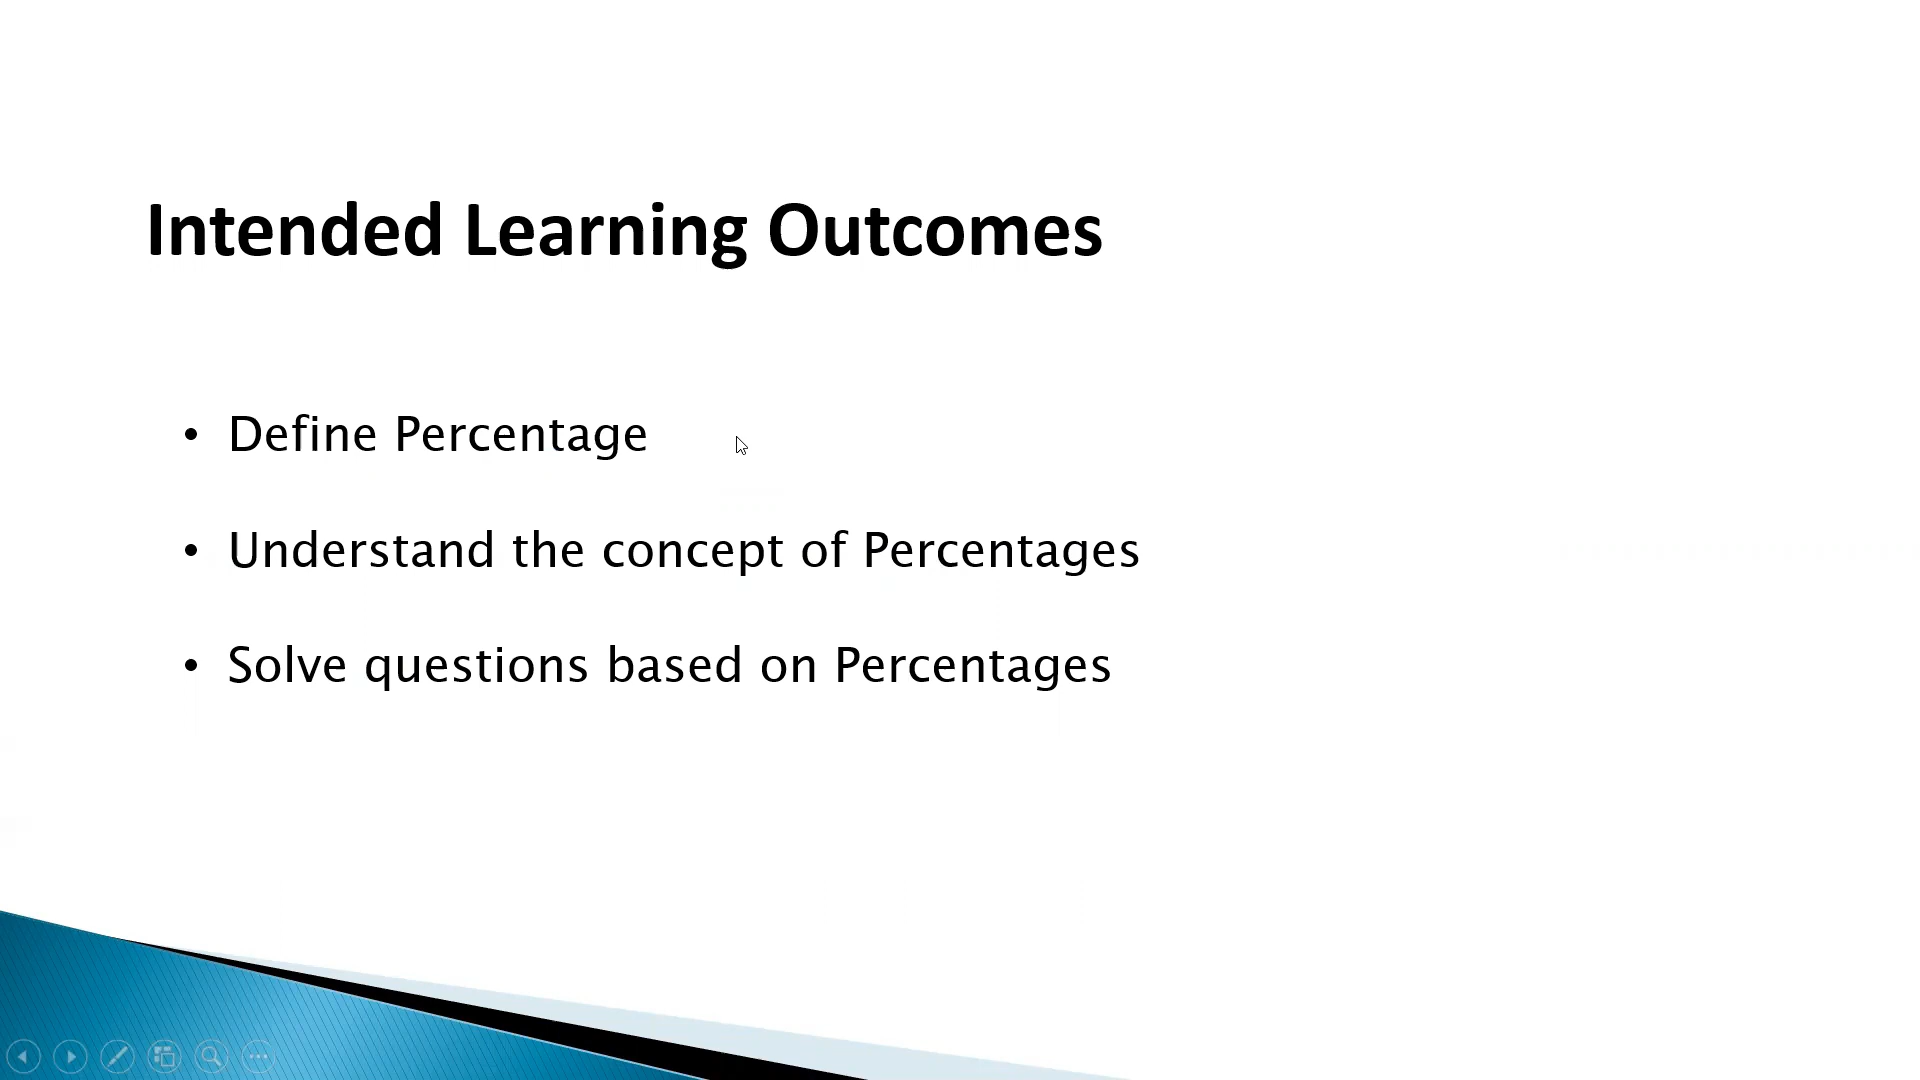 Intended Learning Outcomes
• Define Percentage
• Understand the concept of Percentages
• Solve questions based on Percentages